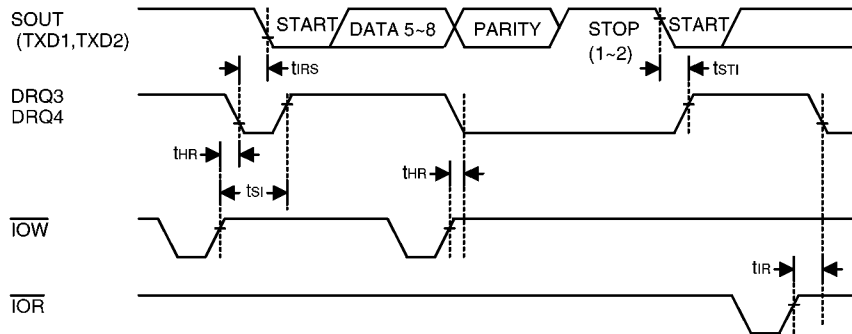 SOUT
(TXD1,TXD2)
START
DATA 5~8
PARITY
STOP
(1~2)
START
tIRS
tSTI
DRQ3
DRQ4
tHR
tSI
tHR
IOW
tIR
IOR